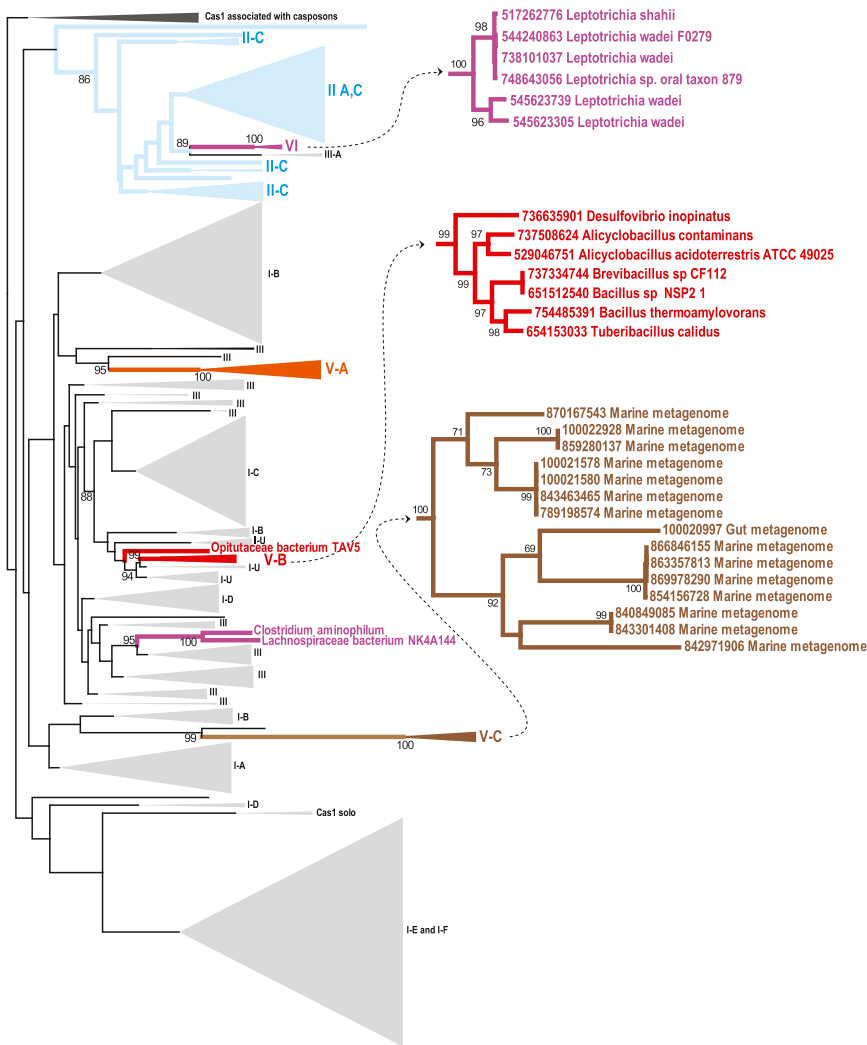 Cas1 associated with casposons
II-C
86
II A,C
89
100
VI
III-A
II-C
II-C
I-B
III
III
95
100
V-A
III
III
III
III
I-C
88
I-B
I-U
Opitutaceae bacterium TAV5
99
V-B
I-U
94
I-U
I-D
III
Clostridium aminophilum
95
100
Lachnospiraceae bacterium NK4A144
III
III
III
III
I-B
99
100
V-C
I-A
I-D
Cas1 solo
I-E and I-F
517262776 Leptotrichia shahii
98
544240863 Leptotrichia wadei F0279
738101037 Leptotrichia wadei
100
748643056 Leptotrichia sp. oral taxon 879
545623739 Leptotrichia wadei
96
545623305 Leptotrichia wadei
736635901 Desulfovibrio inopinatus
99
97
737508624 Alicyclobacillus contaminans
529046751 Alicyclobacillus acidoterrestris ATCC 49025
99
737334744 Brevibacillus sp CF112
651512540 Bacillus sp NSP2 1
97
754485391 Bacillus thermoamylovorans
98
654153033 Tuberibacillus calidus
870167543 Marine metagenome
71
100
100022928 Marine metagenome
859280137 Marine metagenome
73
100021578 Marine metagenome
100021580 Marine metagenome
99
843463465 Marine metagenome
789198574 Marine metagenome
100
100020997 Gut metagenome
69
866846155 Marine metagenome
863357813 Marine metagenome
869978290 Marine metagenome
100
854156728 Marine metagenome
92
99
840849085 Marine metagenome
843301408 Marine metagenome
842971906 Marine metagenome